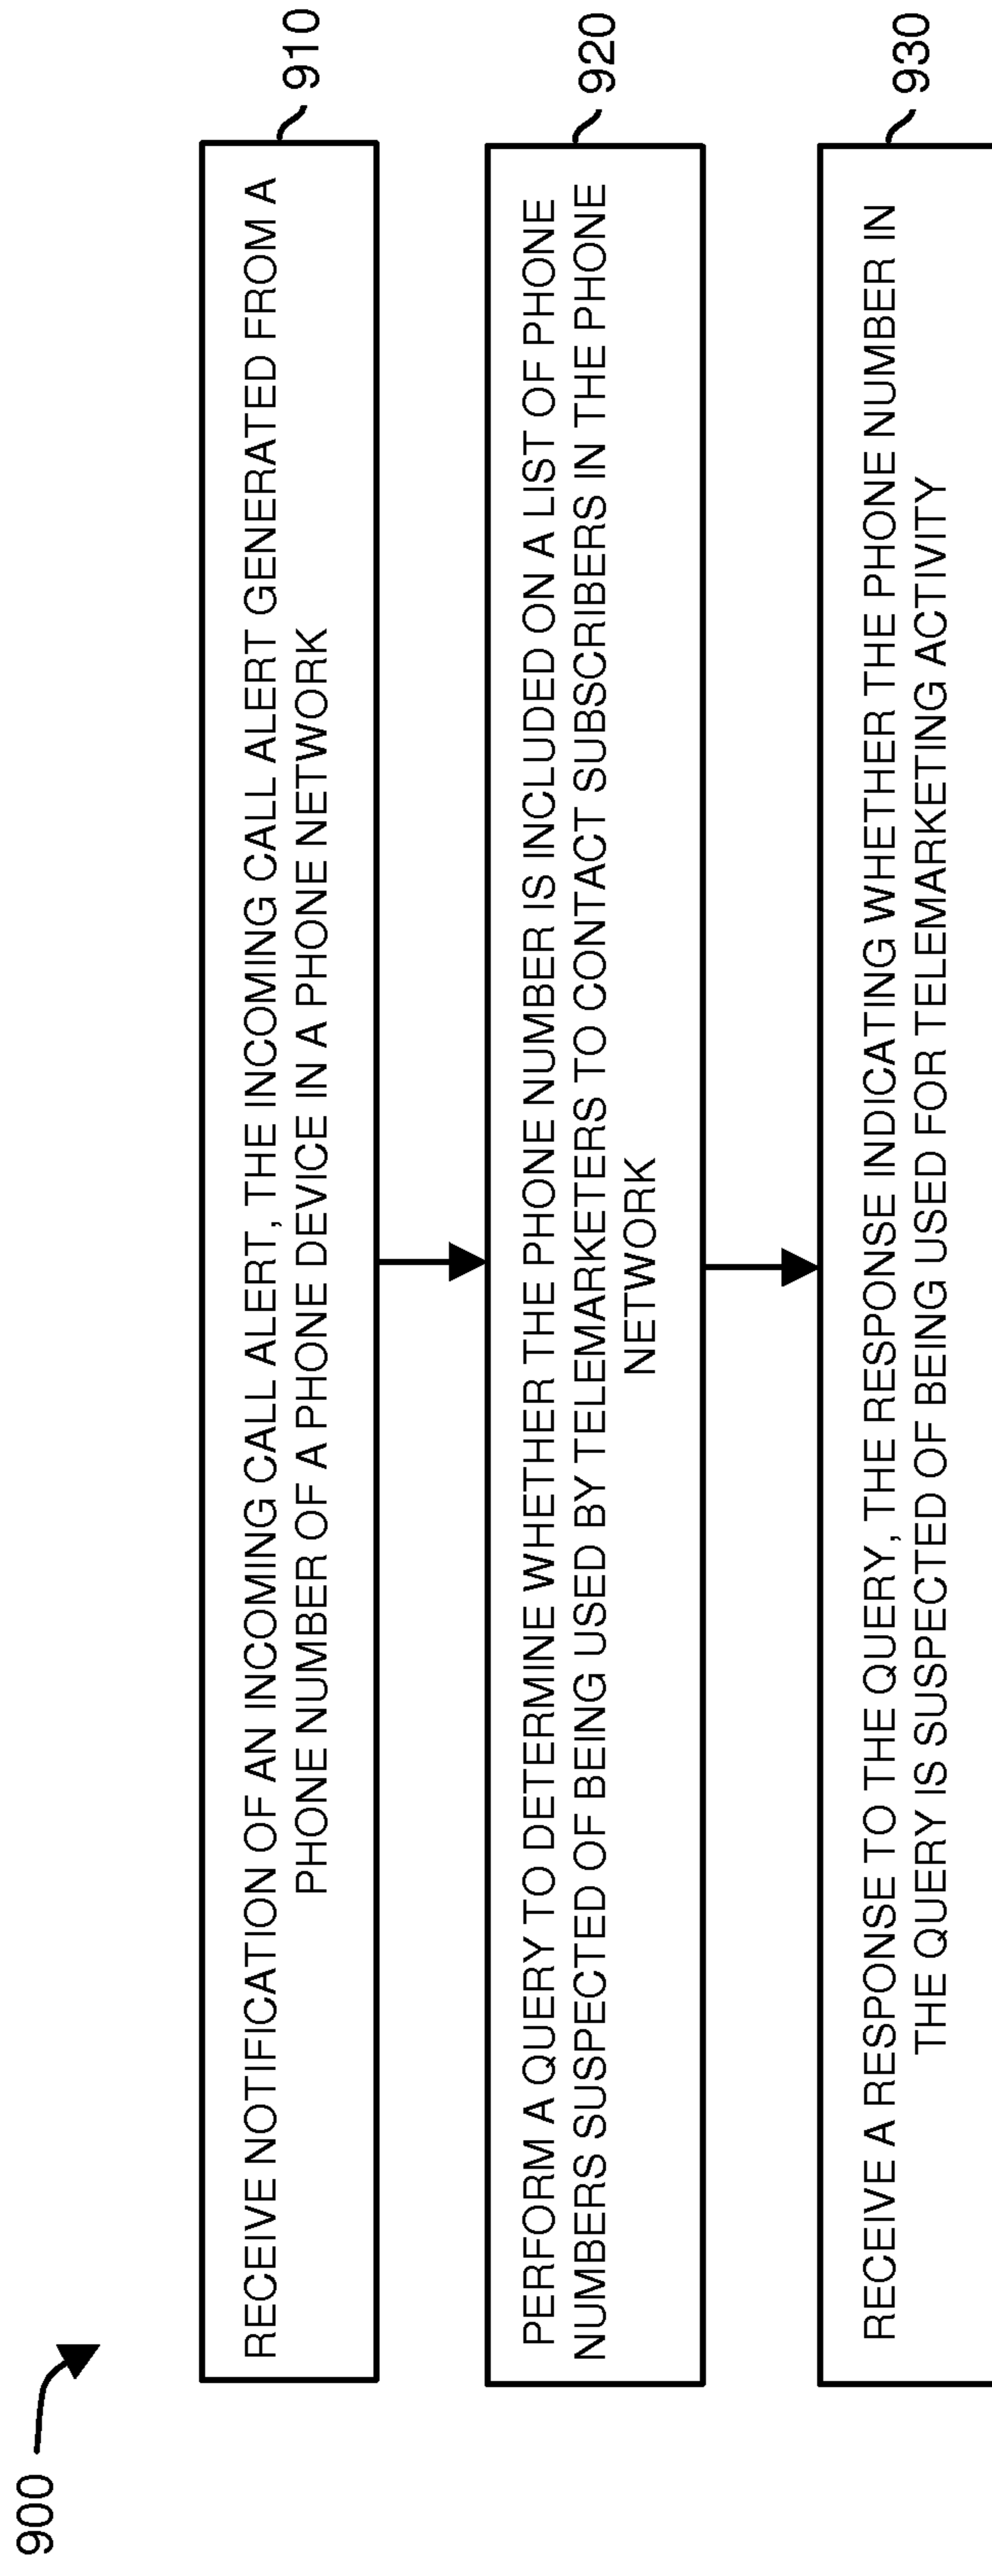 900
RECEIVE NOTIFICATION OF AN INCOMING CALL ALERT, THE INCOMING CALL ALERT GENERATED FROM A
PHONE NUMBER OF A PHONE DEVICE IN A PHONE NETWORK
910
PERFORM A QUERY TO DETERMINE WHETHER THE PHONE NUMBER IS INCLUDED ON A LIST OF PHONE
NUMBERS SUSPECTED OF BEING USED BY TELEMARKETERS TO CONTACT SUBSCRIBERS IN THE PHONE
NETWORK
920
RECEIVE A RESPONSE TO THE QUERY, THE RESPONSE INDICATING WHETHER THE PHONE NUMBER IN
THE QUERY IS SUSPECTED OF BEING USED FOR TELEMARKETING ACTIVITY
930